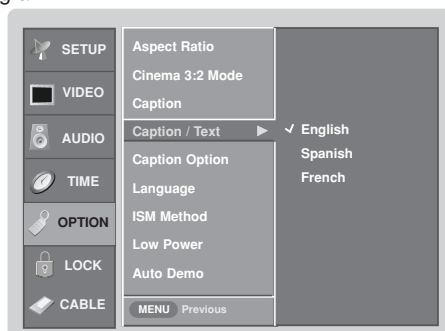 SETUP
VIDEO
AUDIO
TIME
OPTION
LOCK
CABLE
Aspect Ratio
Cinema 3:2 Mode
Caption
Caption / Text
Caption Option
Language
ISM Method
Low Power
Auto Demo
MENU Previous
English
Spanish
French